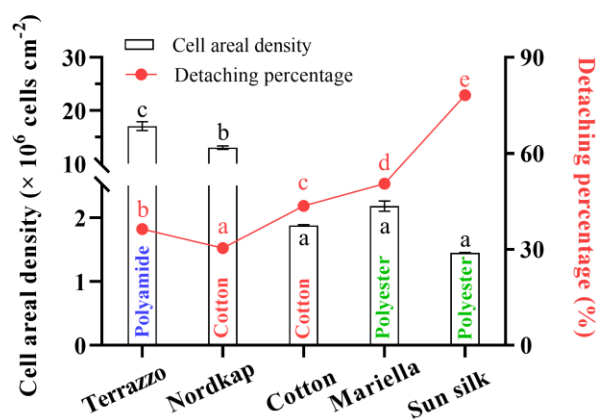 Cell areal density
Detaching percentage
Cell areal density (× 10⁶ cells cm⁻²)
30
20
10
2
1
0
90
60
30
0
Detaching percentage (%)
c
b
a
a
a
b
a
c
d
e
Polyamide
Cotton
Cotton
Polyester
Polyester
Terrazzo
Nordkap
Cotton
Mariella
Sun silk